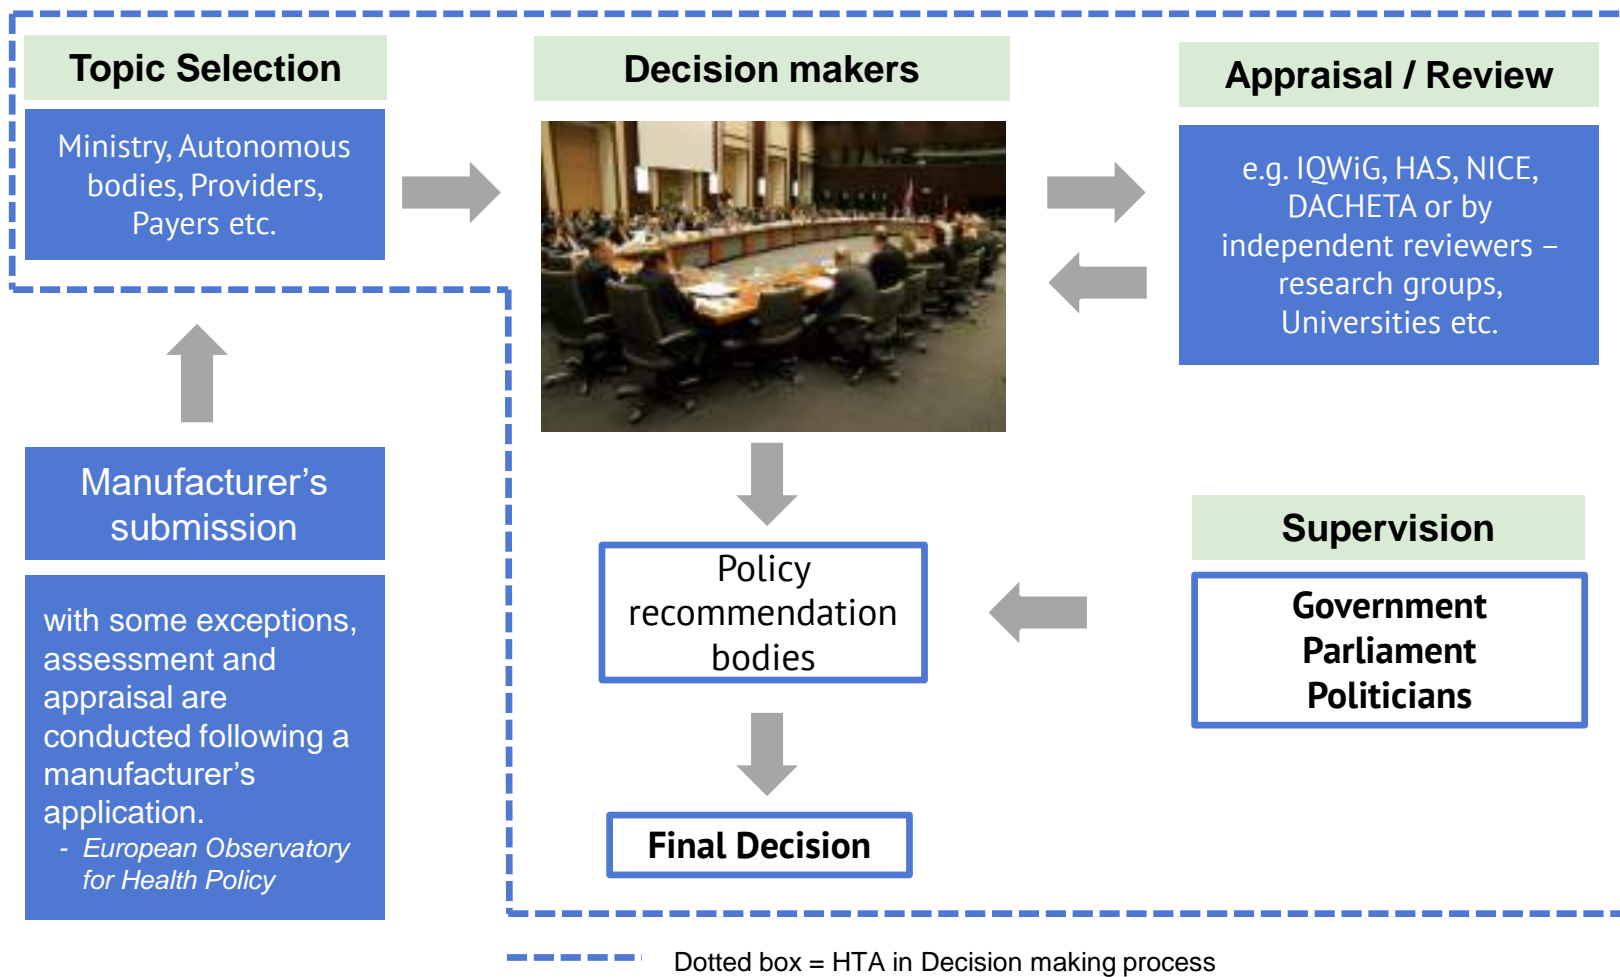 Topic Selection
Ministry, Autonomous
bodies, Providers,
Payers etc.
Decision makers
Appraisal / Review
e.g. IQWiG, HAS, NICE,
DACHETA or by
independent reviewers –
research groups,
Universities etc.
Manufacturer’s
submission
with some exceptions,
assessment and
appraisal are
conducted following a
manufacturer’s
application.
- European Observatory
for Health Policy
Policy
recommendation
bodies
Supervision
Government
Parliament
Politicians
Final Decision
Dotted box = HTA in Decision making process